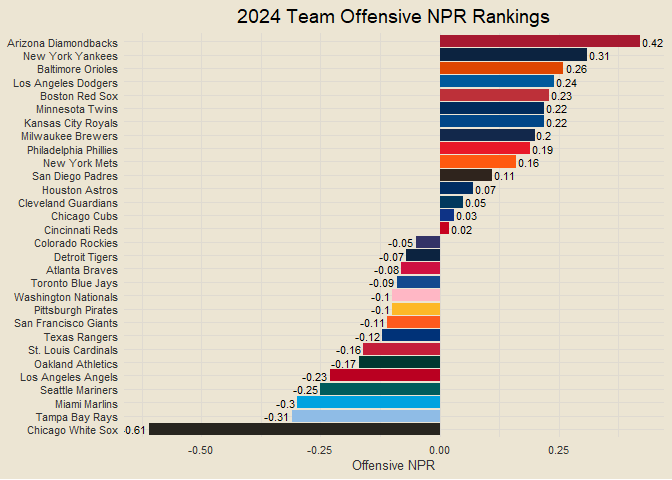 2024 Team Offensive NPR Rankings
Arizona Diamondbacks 0.42
New York Yankees 0.31
Baltimore Orioles 0.26
Los Angeles Dodgers 0.24
Boston Red Sox 0.23
Minnesota Twins 0.22
Kansas City Royals 0.22
Milwaukee Brewers 0.2
Philadelphia Phillies 0.19
New York Mets 0.16
San Diego Padres 0.11
Houston Astros 0.07
Cleveland Guardians 0.05
Chicago Cubs 0.03
Cincinnati Reds 0.02
Colorado Rockies -0.05
Detroit Tigers -0.07
Atlanta Braves -0.08
Toronto Blue Jays -0.09
Washington Nationals -0.1
Pittsburgh Pirates -0.1
San Francisco Giants -0.11
Texas Rangers -0.12
St. Louis Cardinals -0.16
Oakland Athletics -0.17
Los Angeles Angels -0.23
Seattle Mariners -0.25
Miami Marlins -0.3
Tampa Bay Rays -0.31
Chicago White Sox -0.61
-0.50 -0.25 0.00 0.25
Offensive NPR